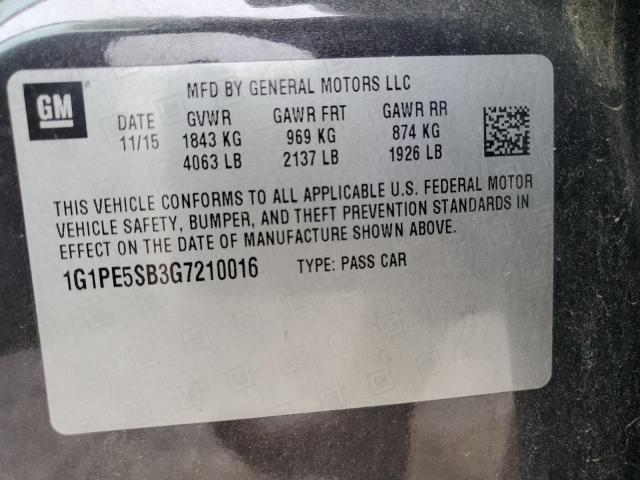 GM
MFD BY GENERAL MOTORS LLC
DATE GVWR GAWR FRT GAWR RR
11/15 1843 KG 969 KG 874 KG
4063 LB 2137 LB 1926 LB
THIS VEHICLE CONFORMS TO ALL APPLICABLE U.S. FEDERAL MOTOR
VEHICLE SAFETY, BUMPER, AND THEFT PREVENTION STANDARDS IN
EFFECT ON THE DATE OF MANUFACTURE SHOWN ABOVE.
1G1PE5SB3G7210016 TYPE: PASS CAR